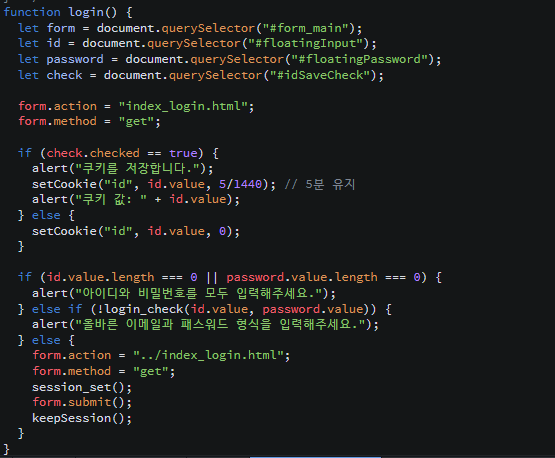 function login() {
  let form = document.querySelector("#form_main");
  let id = document.querySelector("#floatingInput");
  let password = document.querySelector("#floatingPassword");
  let check = document.querySelector("#idSaveCheck");

  form.action = "index_login.html";
  form.method = "get";

  if (check.checked == true) {
    alert("쿠키를 저장합니다.");
    setCookie("id", id.value, 5/1440); // 5분 유지
    alert("쿠키 값: " + id.value);
  } else {
    setCookie("id", id.value, 0);
  }

  if (id.value.length === 0 || password.value.length === 0) {
    alert("아이디와 비밀번호를 모두 입력해주세요.");
  } else if (!login_check(id.value, password.value)) {
    alert("올바른 이메일과 패스워드 형식을 입력해주세요.");
  } else {
    form.action = "../index_login.html";
    form.method = "get";
    session_set();
    form.submit();
    keepSession();
  }
}